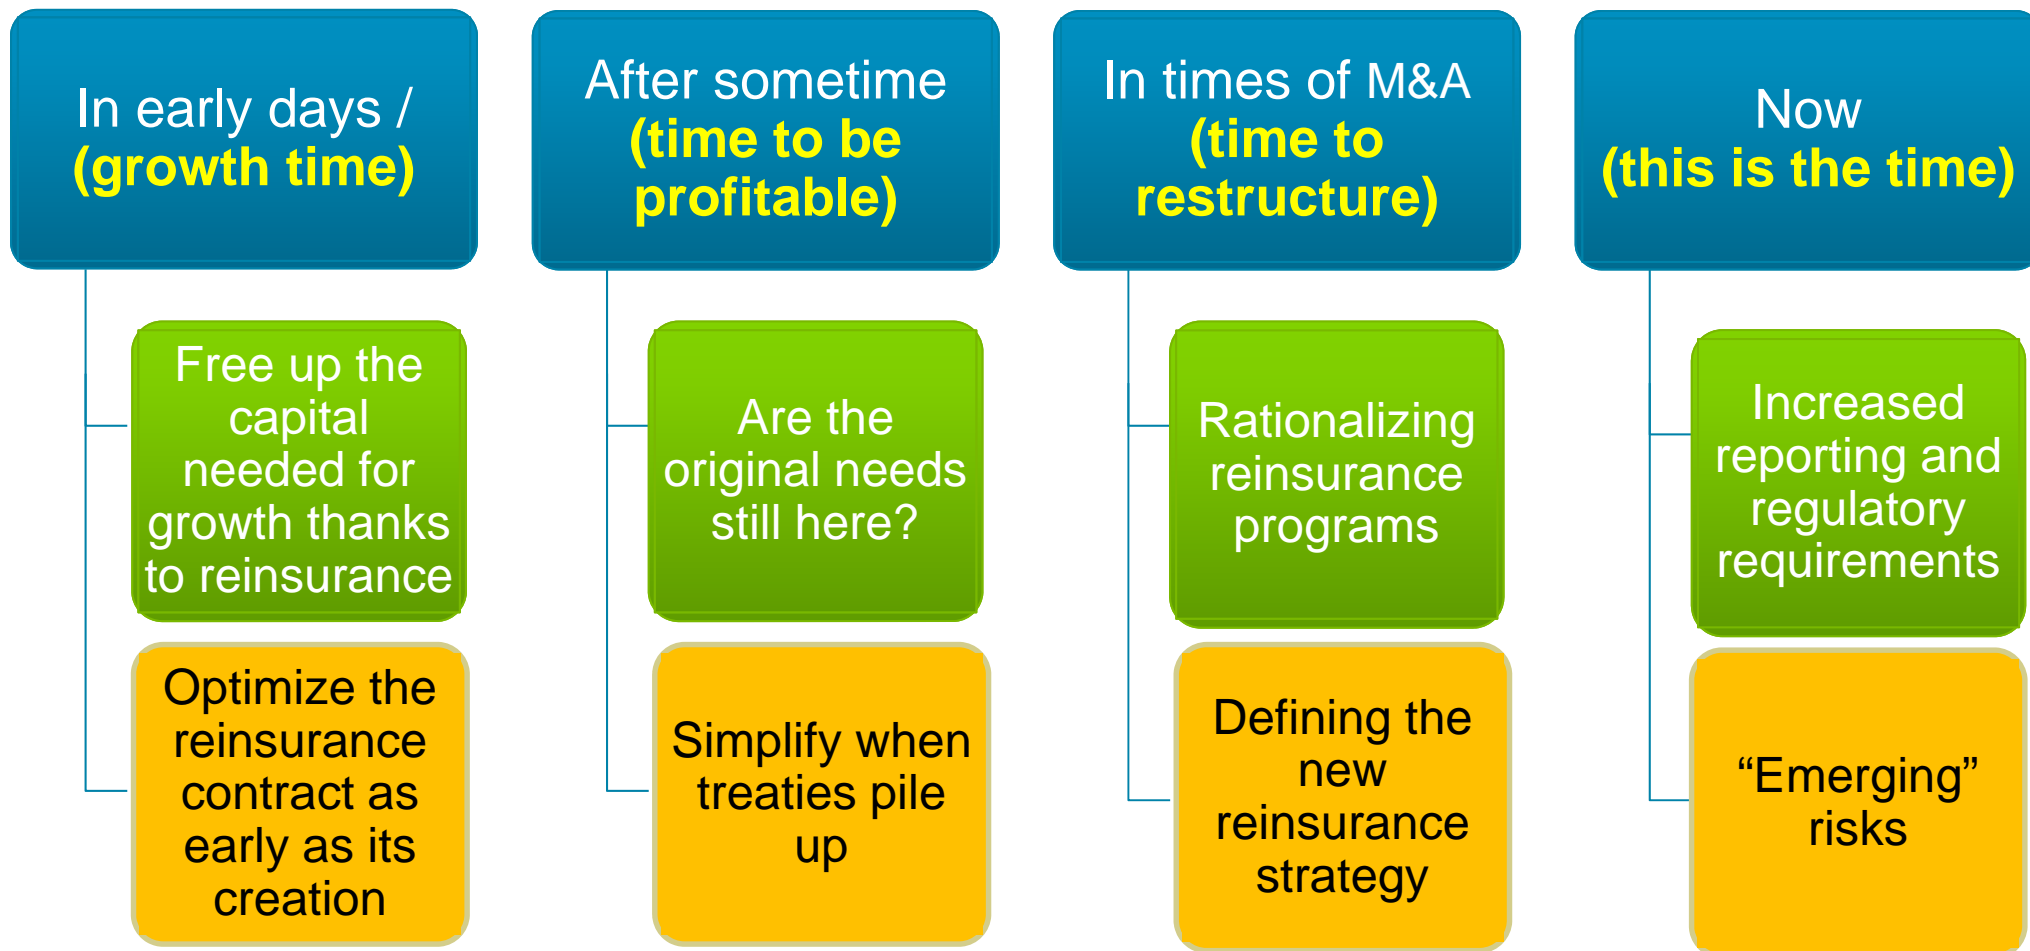 In early days /
(growth time)
Free up the
capital
needed for
growth thanks
to reinsurance
Optimize the
reinsurance
contract as
early as its
creation
After sometime
(time to be
profitable)
Are the
original needs
still here?
Simplify when
treaties pile
up
In times of M&A
(time to
restructure)
Rationalizing
reinsurance
programs
Defining the
new
reinsurance
strategy
Now
(this is the time)
Increased
reporting and
regulatory
requirements
“Emerging”
risks